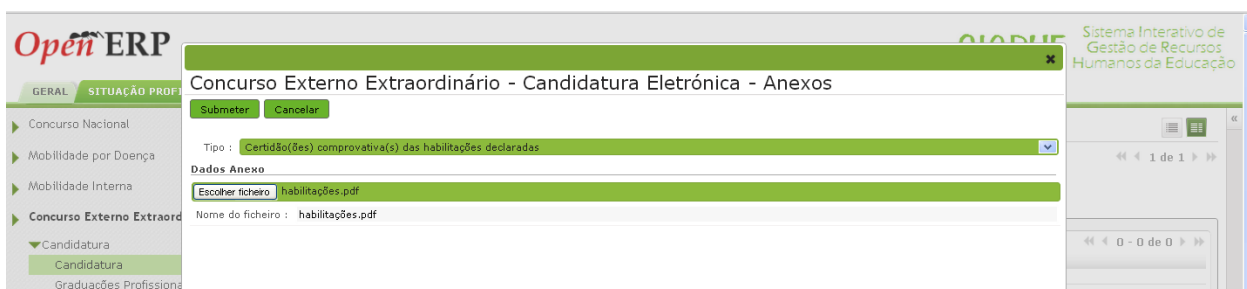 Open ERP
Sistema Interativo de
Gestão de Recursos
Humanos da Educação
GERAL
SITUAÇÃO PROFI
Concurso Externo Extraordinário - Candidatura Eletrónica - Anexos
Submeter
Cancelar
Concurso Nacional
Mobilidade por Doença
Mobilidade Interna
Concurso Externo Extraord
Candidatura
Candidatura
Graduações Profissiona
Tipo : Certidão(ões) comprovativa(s) das habilitações declaradas
Dados Anexo
Escolher ficheiro habilitações.pdf
Nome do ficheiro : habilitações.pdf
1 de 1
0 - 0 de 0